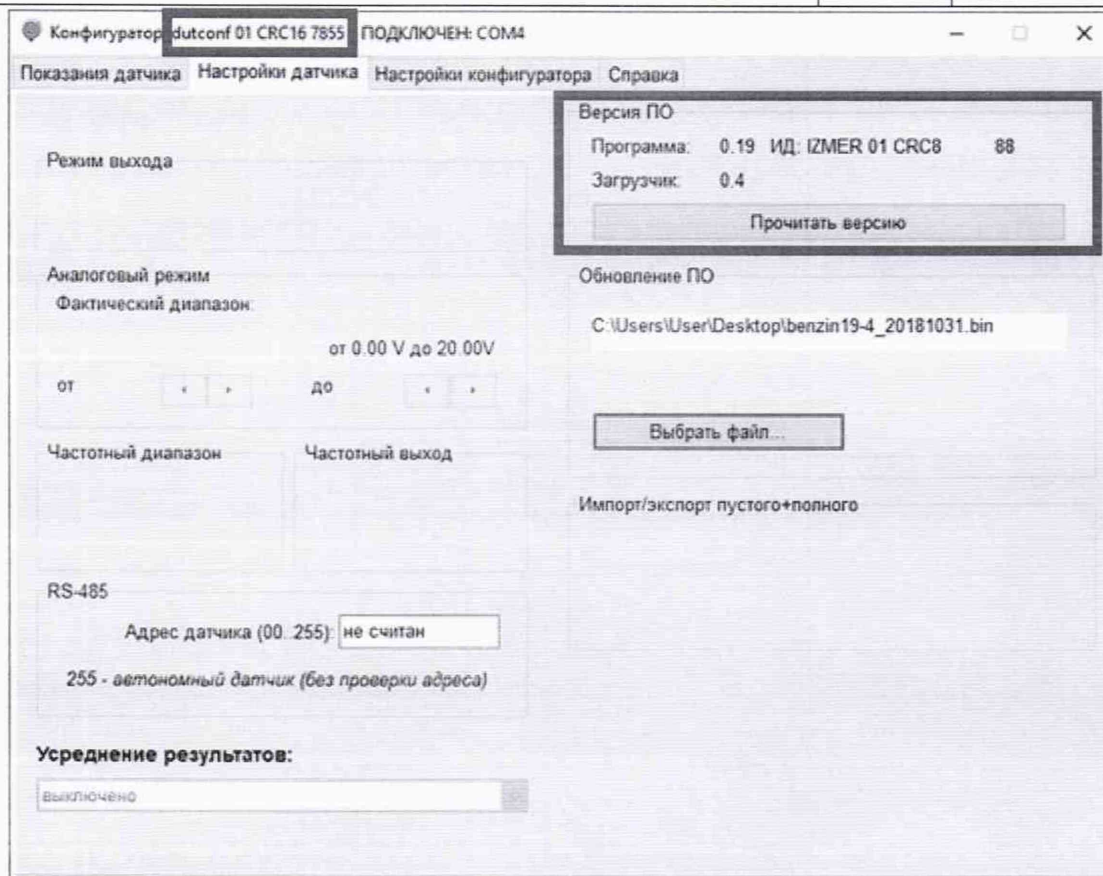 Конфигуратор dutconf 01 CRC16 7855 ПОДКЛЮЧЕН: COM4
Показания датчика Настройки датчика Настройки конфигуратора Справка
Режим выхода
Аналоговый режим
Фактический диапазон:
от 0.00 V до 20.00V
от до
Частотный диапазон Частотный выход
RS-485
Адрес датчика (00..255): не считан
255 - автономный датчик (без проверки адреса)
Усреднение результатов:
выключено
Версия ПО
Программа: 0.19 ИД: IZMER 01 CRC8 88
Загрузчик: 0.4
Прочитать версию
Обновление ПО
C:\Users\User\Desktop\benzin19-4_20181031.bin
Выбрать файл...
Импорт/экспорт пустого+полного